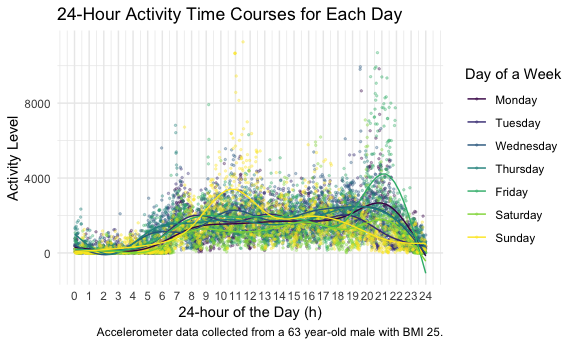 24-Hour Activity Time Courses for Each Day
Activity Level
8000
4000
0
0 1 2 3 4 5 6 7 8 9 10 11 12 13 14 15 16 17 18 19 20 21 22 23 24
24-hour of the Day (h)
Accelerometer data collected from a 63 year-old male with BMI 25.
Day of a Week
Monday
Tuesday
Wednesday
Thursday
Friday
Saturday
Sunday